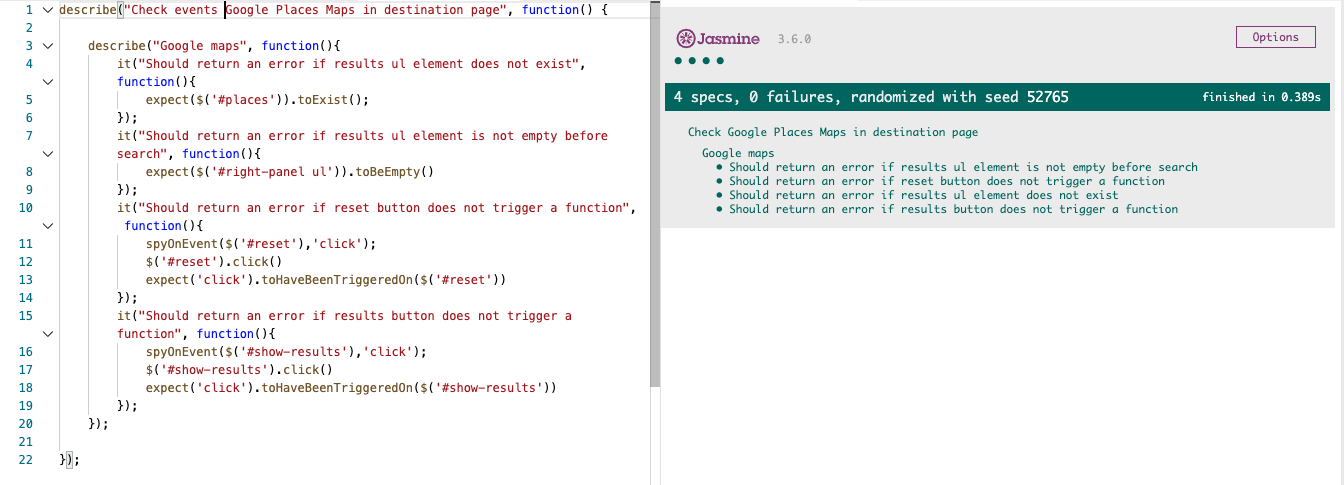 1 describe("Check events Google Places Maps in destination page", function() {
2
3 describe("Google maps", function(){
4 it("Should return an error if results ul element does not exist",
function(){
5 expect($('#places')).toExist();
6 });
7 it("Should return an error if results ul element is not empty before
search", function(){
8 expect($('#right-panel ul')).toBeEmpty()
9 });
10 it("Should return an error if reset button does not trigger a function",
function(){
11 spyOnEvent($('#reset'),'click');
12 $('#reset').click()
13 expect('click').toHaveBeenTriggeredOn($('#reset'))
14 });
15 it("Should return an error if results button does not trigger a
function", function(){
16 spyOnEvent($('#show-results'),'click');
17 $('#show-results').click()
18 expect('click').toHaveBeenTriggeredOn($('#show-results'))
19 });
20 });
21
22 });
Jasmine 3.6.0
Options
4 specs, 0 failures, randomized with seed 52765 finished in 0.389s
Check Google Places Maps in destination page
Google maps
• Should return an error if results ul element is not empty before search
• Should return an error if reset button does not trigger a function
• Should return an error if results ul element does not exist
• Should return an error if results button does not trigger a function